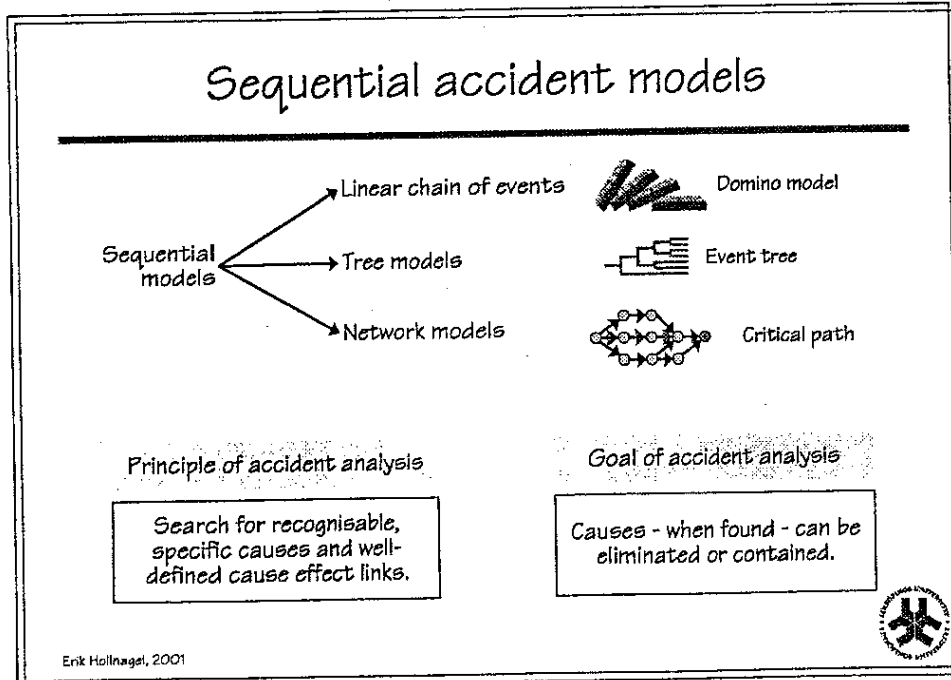 Sequential accident models
Linear chain of events
Domino model
Sequential
models
Tree models
Event tree
Network models
Critical path
Principle of accident analysis
Search for recognisable,
specific causes and well-
defined cause effect links.
Goal of accident analysis
Causes - when found - can be
eliminated or contained.
Erik Hollnagel, 2001